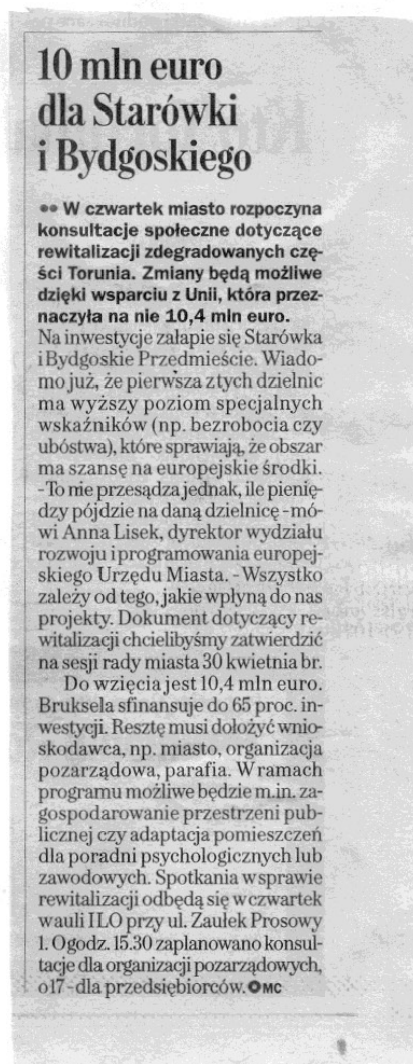 10 mln euro
dla Starówki
i Bydgoskiego
•• W czwartek miasto rozpoczyna
konsultacje społeczne dotyczące
rewitalizacji zdegradowanych czę-
ści Torunia. Zmiany będą możliwe
dzięki wsparciu z Unii, która przez-
naczyła na nie 10,4 mln euro.
Na inwestycje załapie się Starówka
i Bydgoskie Przedmieście. Wiado-
mo już, że pierwsza z tych dzielnic
ma wyższy poziom specjalnych
wskaźników (np. bezrobocia czy
ubóstwa), które sprawiają, że obszar
ma szansę na europejskie środki.
- To nie przesądza jednak, ile pienię-
dzy pójdzie na daną dzielnicę - mó-
wi Anna Lisek, dyrektor wydziału
rozwoju i programowania europej-
skiego Urzędu Miasta. - Wszystko
zależy od tego, jakie wpłyną do nas
projekty. Dokument dotyczący re-
witalizacji chcielibyśmy zatwierdzić
na sesji rady miasta 30 kwietnia br.
Do wzięcia jest 10,4 mln euro.
Bruksela sfinansuje do 65 proc. in-
westycji. Resztę musi dołożyć wnio-
skodawca, np. miasto, organizacja
pozarządowa, parafia. W ramach
programu możliwe będzie m.in. za-
gospodarowanie przestrzeni pub-
licznej czy adaptacja pomieszczeń
dla poradni psychologicznych lub
zawodowych. Spotkania w sprawie
rewitalizacji odbędą się w czwartek
w auli I LO przy ul. Zaułek Prosowy
1. O godz. 15.30 zaplanowano konsul-
tacje dla organizacji pozarządowych,
o 17 - dla przedsiębiorców. MC